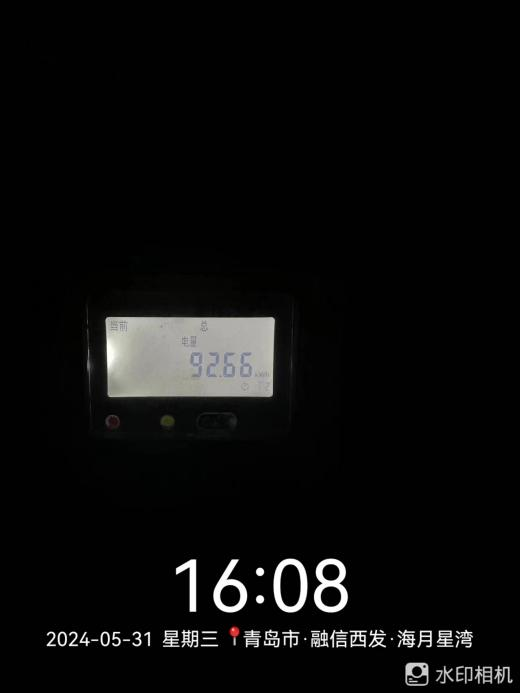 当前 总
电量
92.66 kWh
T2
16:08
2024-05-31 星期三 青岛市·融信西发·海月星湾
水印相机